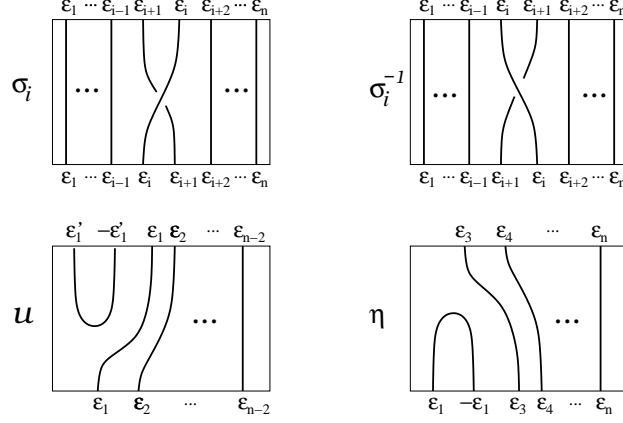 ε₁ ··· εᵢ₋₁ εᵢ₊₁ εᵢ εᵢ₊₂ ··· εₙ
σᵢ
...
...
ε₁ ··· εᵢ₋₁ εᵢ εᵢ₊₁ εᵢ₊₂ ··· εₙ
ε₁ ··· εᵢ₋₁ εᵢ εᵢ₊₁ εᵢ₊₂ ··· εₙ
σᵢ⁻¹
...
...
ε₁ ··· εᵢ₋₁ εᵢ₊₁ εᵢ εᵢ₊₂ ··· εₙ
ε₁' −ε₁' ε₁ ε₂ ··· εₙ₋₂
u
...
ε₁ ε₂ ··· εₙ₋₂
ε₃ ε₄ ··· εₙ
η
...
ε₁ −ε₁ ε₃ ε₄ ··· εₙ